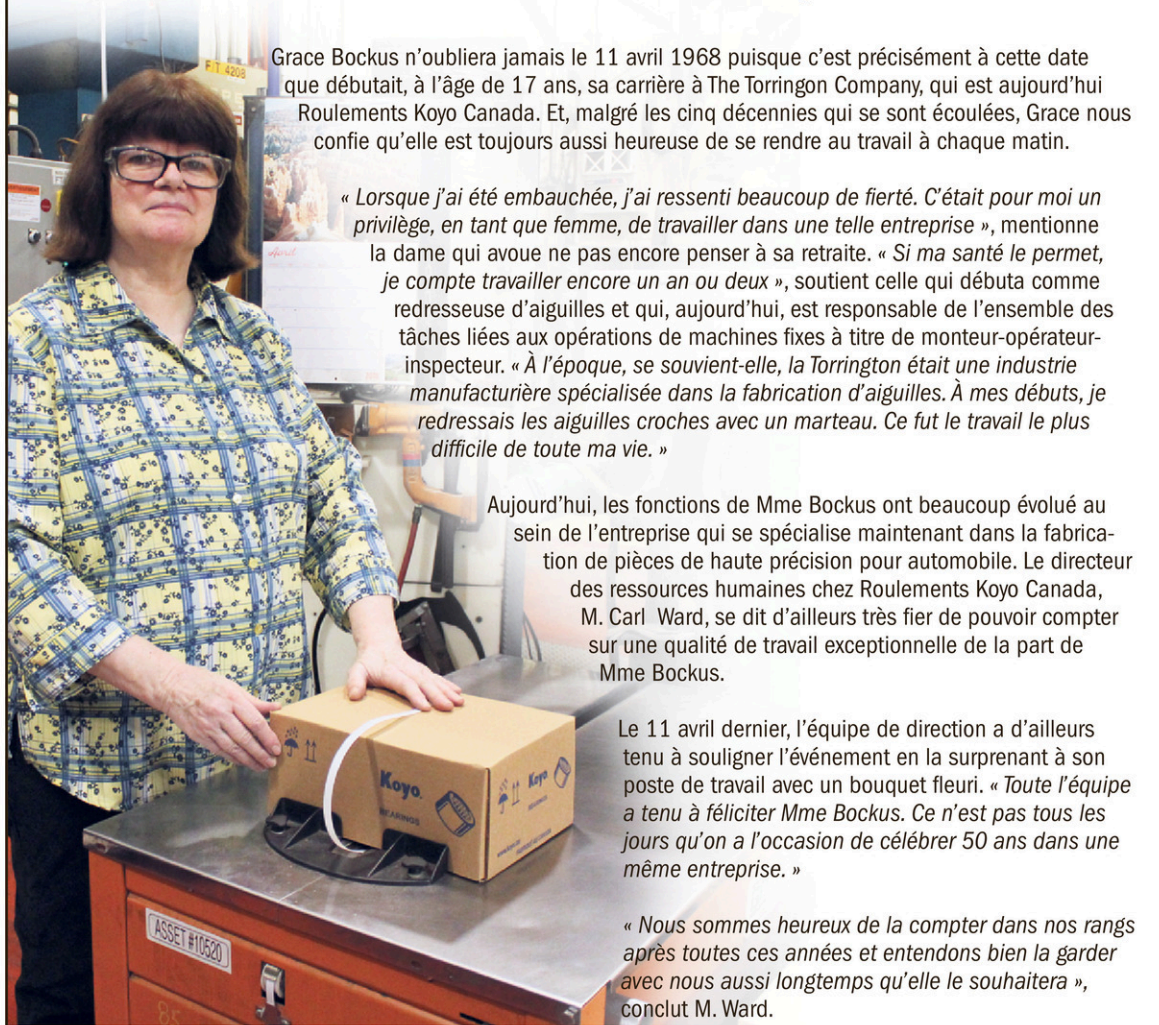 Grace Bockus n’oubliera jamais le 11 avril 1968 puisque c’est précisément à cette date
que débutait, à l’âge de 17 ans, sa carrière à The Torringon Company, qui est aujourd’hui
Roulements Koyo Canada. Et, malgré les cinq décennies qui se sont écoulées, Grace nous
confie qu’elle est toujours aussi heureuse de se rendre au travail à chaque matin.
« Lorsque j’ai été embauchée, j’ai ressenti beaucoup de fierté. C’était pour moi un
privilège, en tant que femme, de travailler dans une telle entreprise », mentionne
la dame qui avoue ne pas encore penser à sa retraite. « Si ma santé le permet,
je compte travailler encore un an ou deux », soutient celle qui débuta comme
redresseuse d’aiguilles et qui, aujourd’hui, est responsable de l’ensemble des
tâches liées aux opérations de machines fixes à titre de monteur-opérateur-
inspecteur. « À l’époque, se souvient-elle, la Torrington était une industrie
manufacturière spécialisée dans la fabrication d’aiguilles. À mes débuts, je
redressais les aiguilles croches avec un marteau. Ce fut le travail le plus
difficile de toute ma vie. »
Aujourd’hui, les fonctions de Mme Bockus ont beaucoup évolué au
sein de l’entreprise qui se spécialise maintenant dans la fabrica-
tion de pièces de haute précision pour automobile. Le directeur
des ressources humaines chez Roulements Koyo Canada,
M. Carl Ward, se dit d’ailleurs très fier de pouvoir compter
sur une qualité de travail exceptionnelle de la part de
Mme Bockus.
Le 11 avril dernier, l’équipe de direction a d’ailleurs
tenu à souligner l’événement en la surprenant à son
poste de travail avec un bouquet fleuri. « Toute l’équipe
a tenu à féliciter Mme Bockus. Ce n’est pas tous les
jours qu’on a l’occasion de célébrer 50 ans dans une
même entreprise. »
« Nous sommes heureux de la compter dans nos rangs
après toutes ces années et entendons bien la garder
avec nous aussi longtemps qu’elle le souhaitera »,
conclut M. Ward.
FT 4208
April
Koyo
BEARINGS
Koyo
BEARINGS
ASSET #10520
85